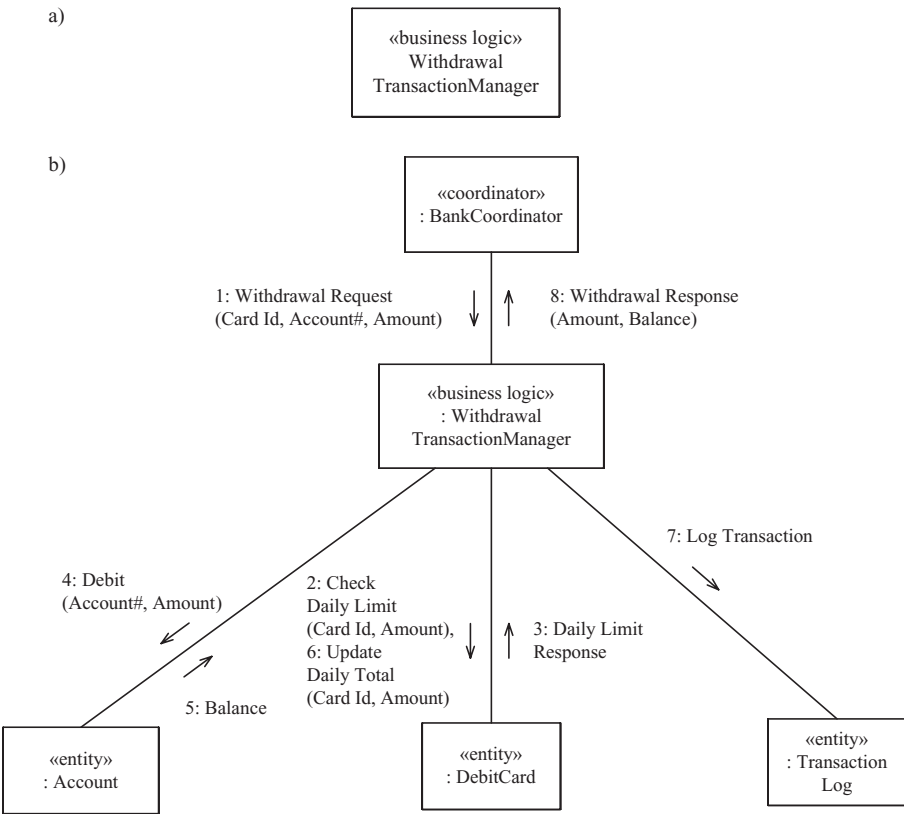 a)
«business logic»
Withdrawal
TransactionManager
b)
«coordinator»
: BankCoordinator
1: Withdrawal Request
(Card Id, Account#, Amount)
8: Withdrawal Response
(Amount, Balance)
«business logic»
: Withdrawal
TransactionManager
7: Log Transaction
4: Debit
(Account#, Amount)
2: Check
Daily Limit
(Card Id, Amount),
6: Update
Daily Total
(Card Id, Amount)
3: Daily Limit
Response
5: Balance
«entity»
: Account
«entity»
: DebitCard
«entity»
: Transaction
Log